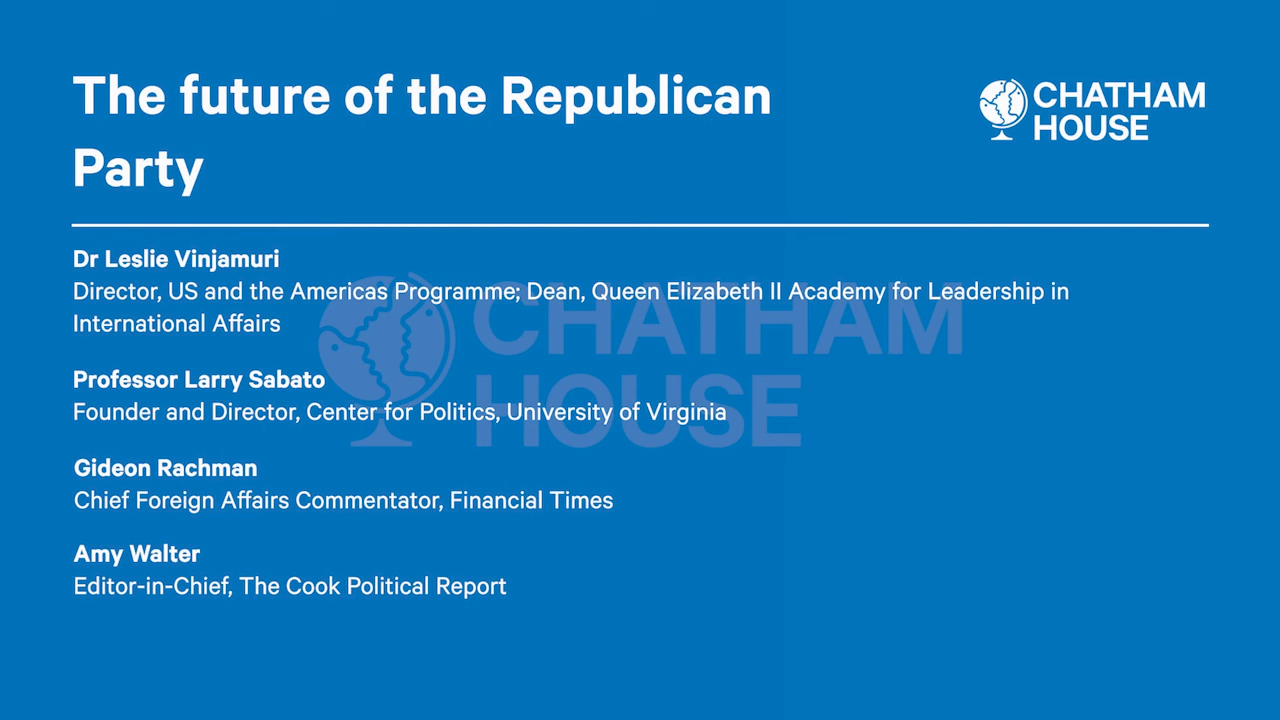 The future of the Republican
Party
CHATHAM
HOUSE
Dr Leslie Vinjamuri
Director, US and the Americas Programme; Dean, Queen Elizabeth II Academy for Leadership in
International Affairs
Professor Larry Sabato
Founder and Director, Center for Politics, University of Virginia
Gideon Rachman
Chief Foreign Affairs Commentator, Financial Times
Amy Walter
Editor-in-Chief, The Cook Political Report
CHATHAM
HOUSE